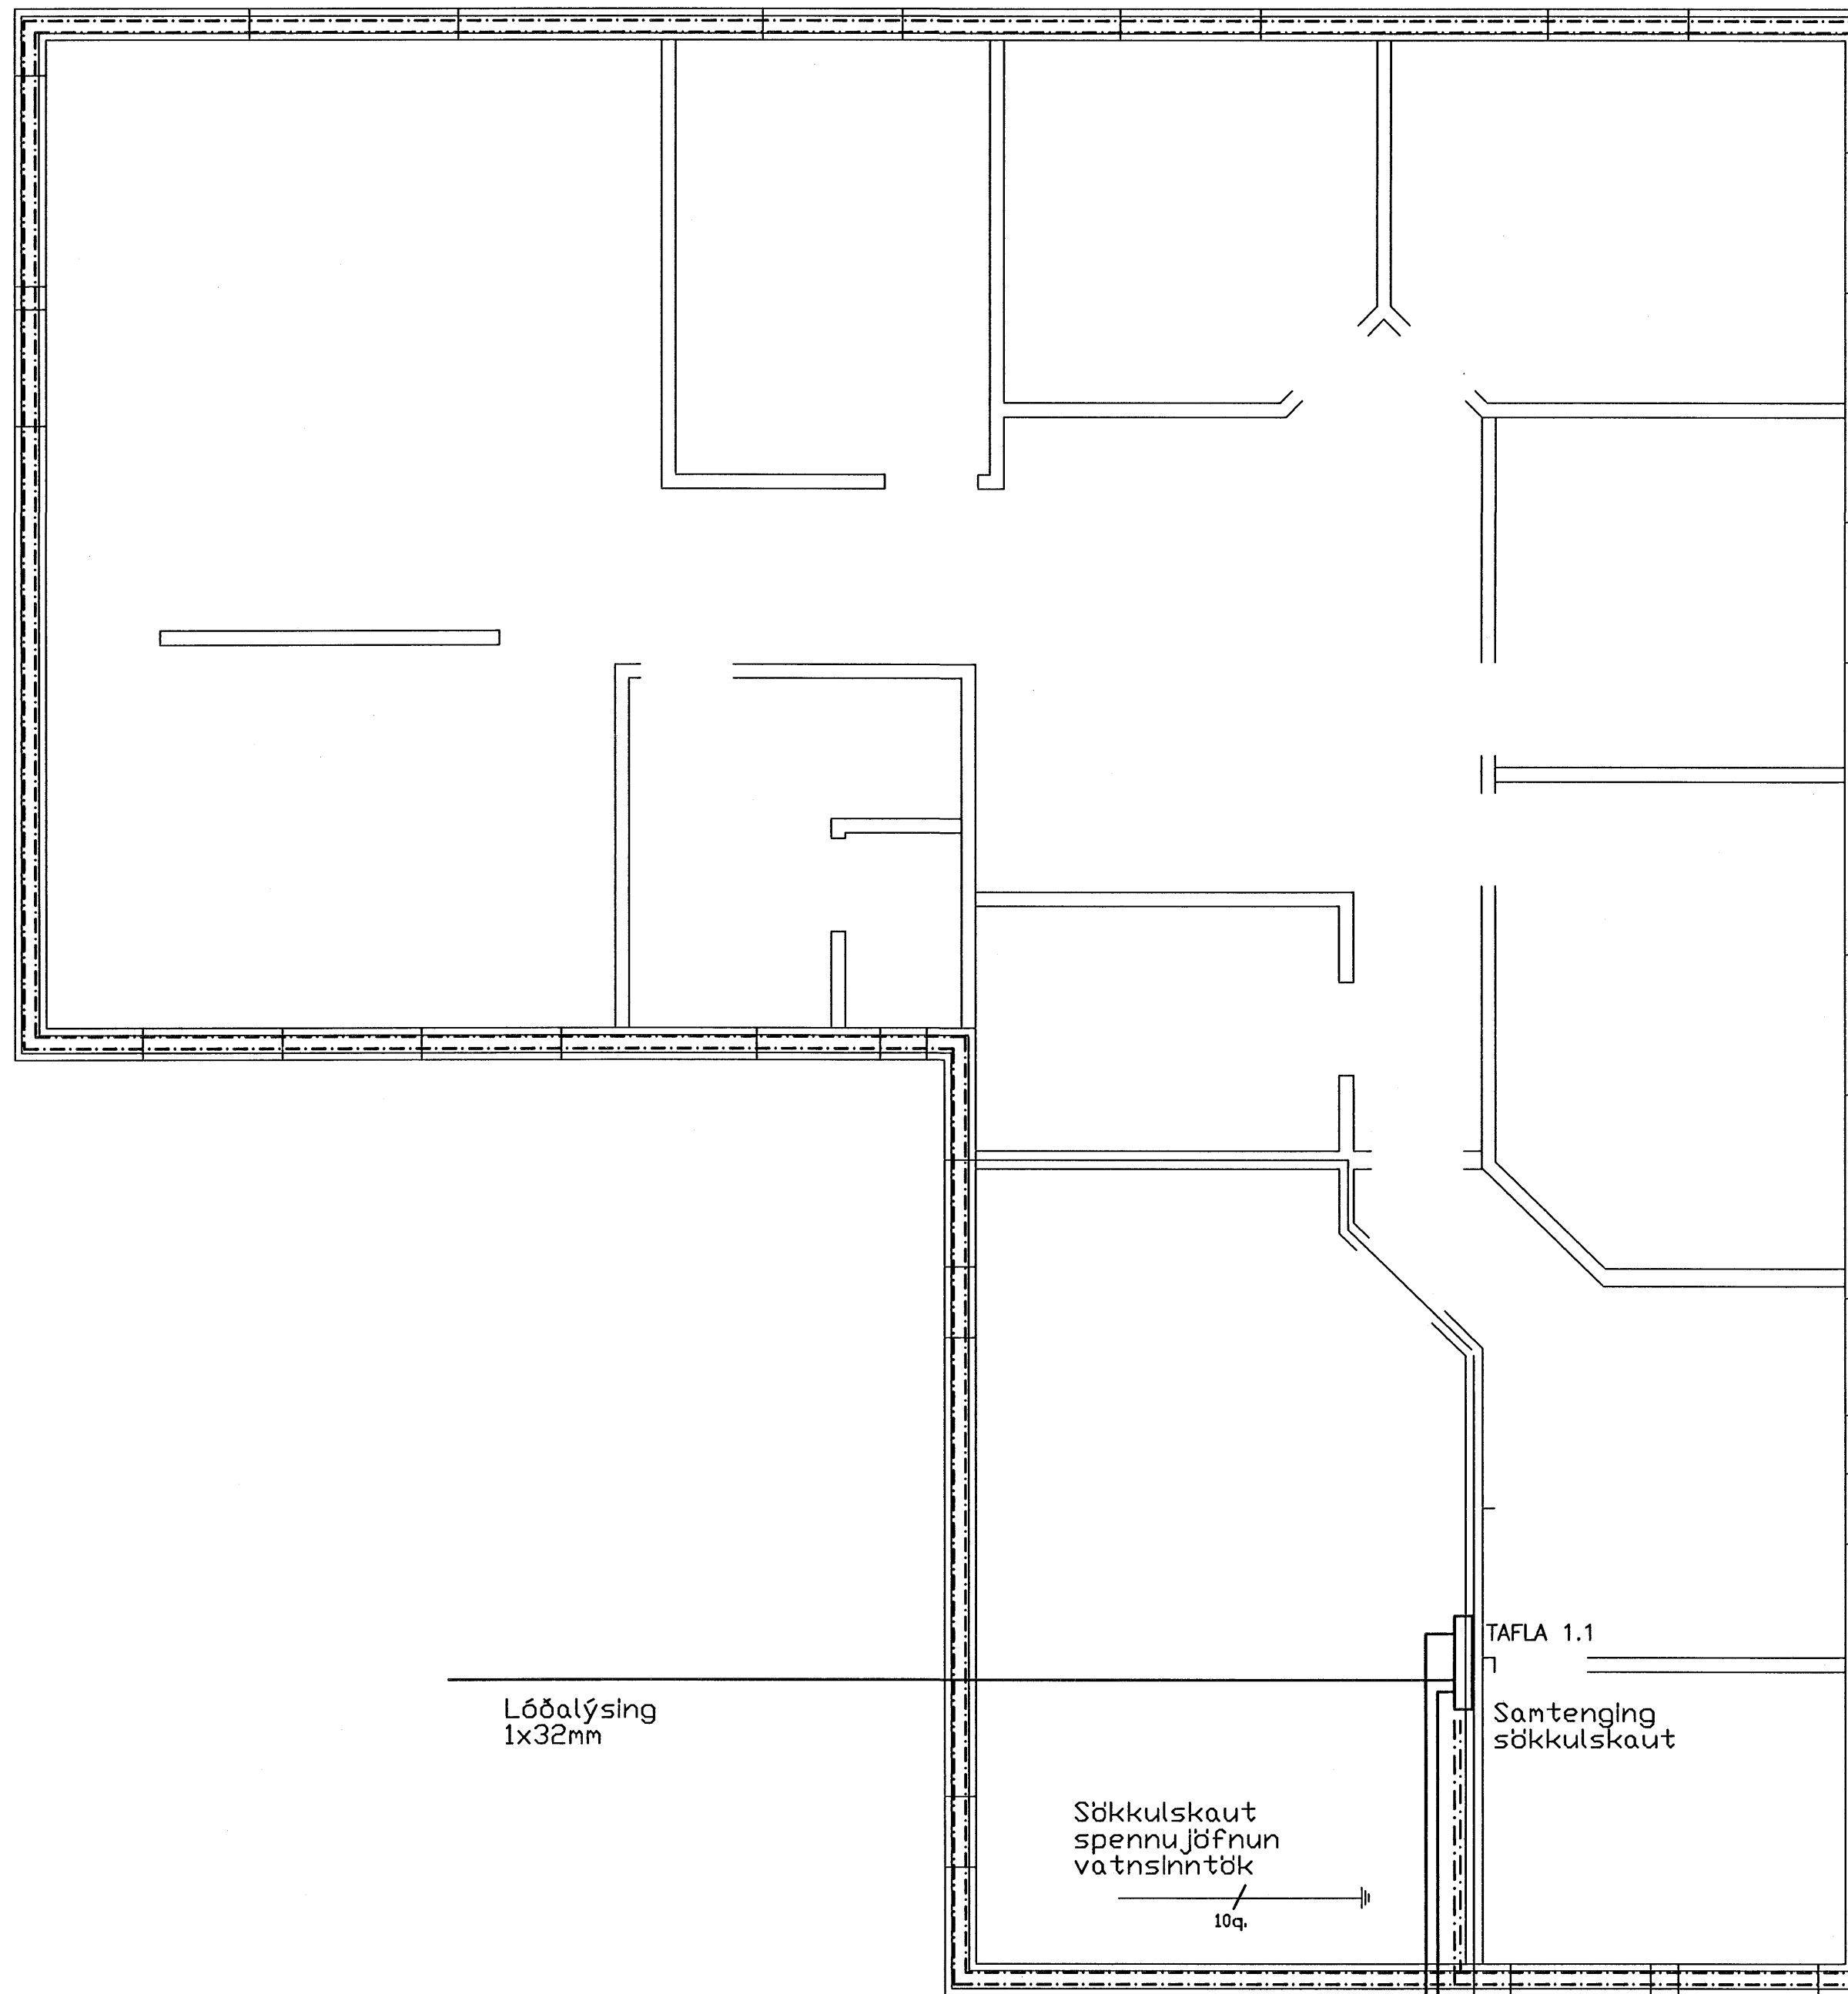 TAFLA 1.1
Lóðalýsing
1x32mm
Samtenging
sökkulskaut
Sökkulskaut
spennujöfnun
vatnsinntök
10q.